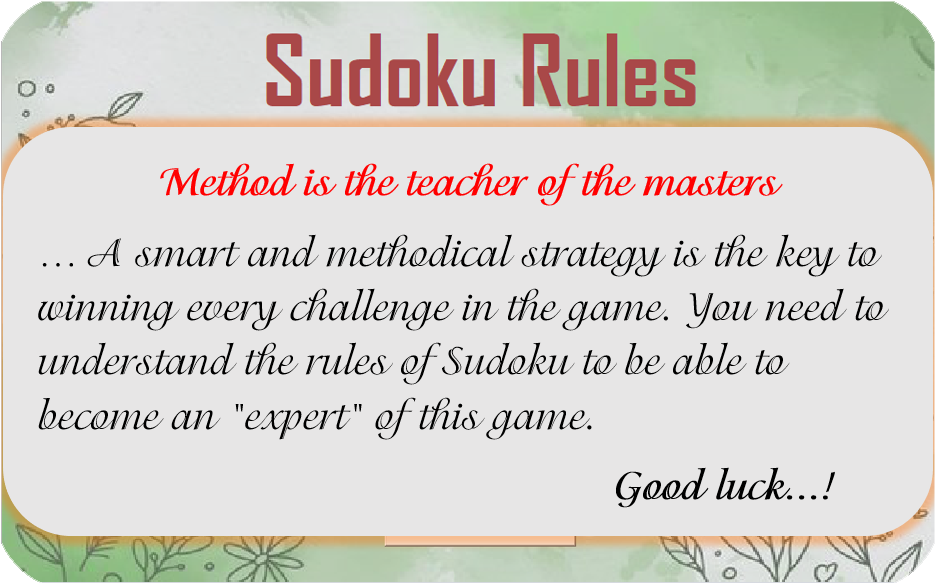 Sudoku Rules
Method is the teacher of the masters
... A smart and methodical strategy is the key to
winning every challenge in the game. You need to
understand the rules of Sudoku to be able to
become an "expert" of this game.
Good luck...!